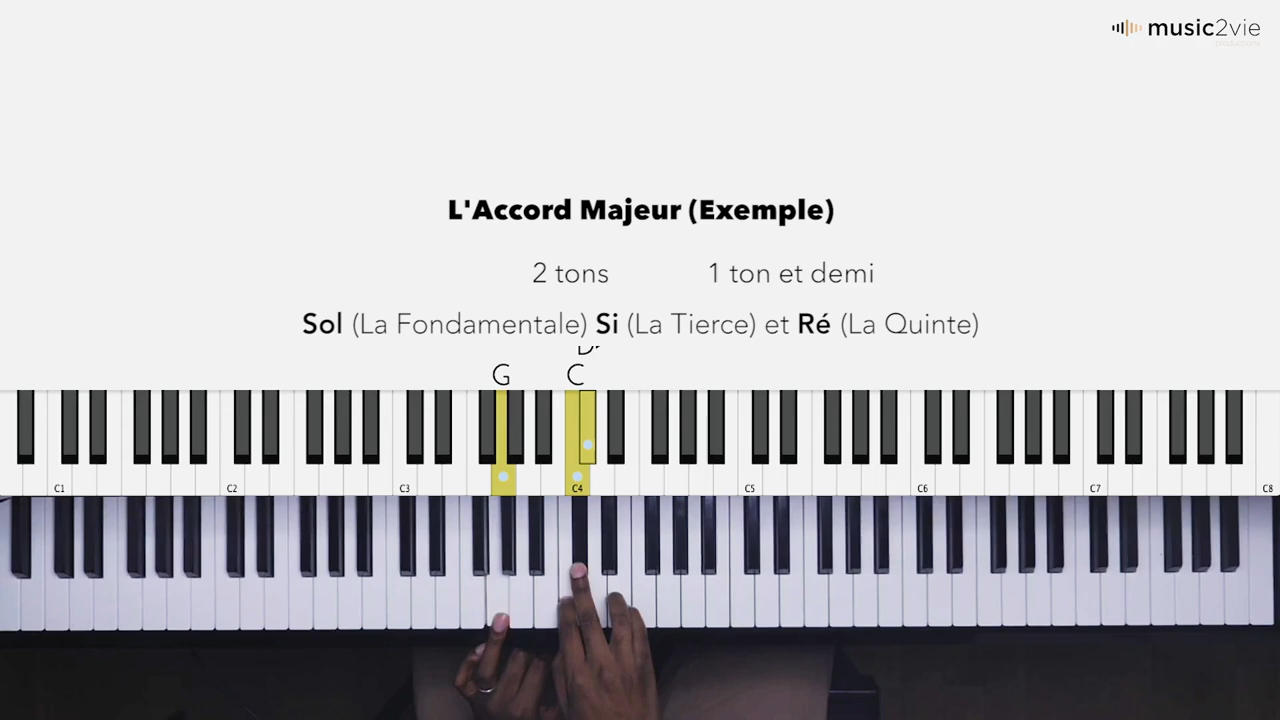 music2vie
productions
L'Accord Majeur (Exemple)
2 tons 1 ton et demi
Sol (La Fondamentale) Si (La Tierce) et Ré (La Quinte)
G C
C1 C2 C3 C4 C5 C6 C7 C8